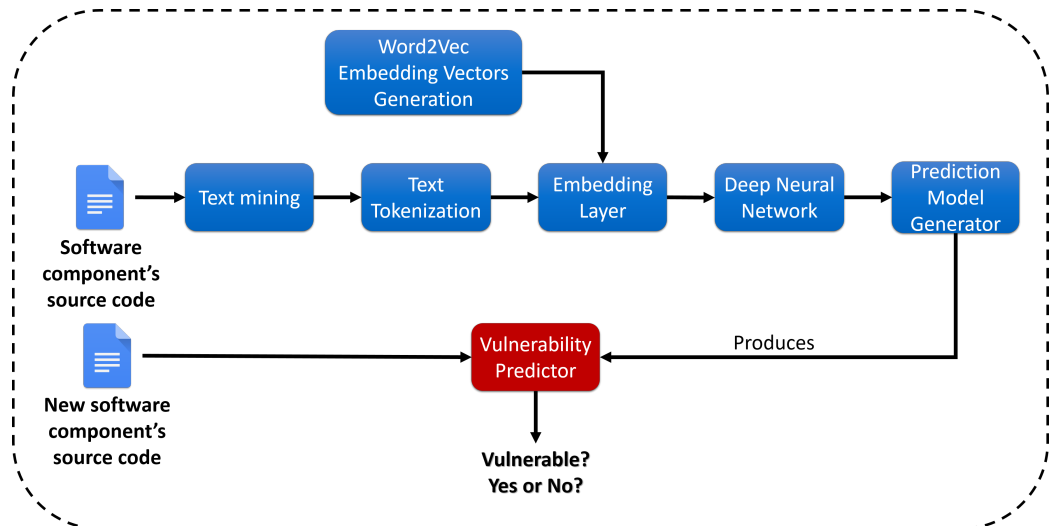 Word2Vec
Embedding Vectors
Generation
Text mining
Text
Tokenization
Embedding
Layer
Deep Neural
Network
Prediction
Model
Generator
Software
component's
source code
Vulnerability
Predictor
Produces
New software
component's
source code
Vulnerable?
Yes or No?